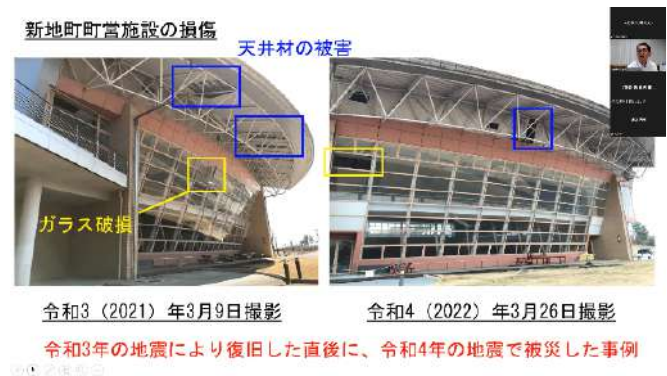 新地町町営施設の損傷
天井材の被害
ガラス破損
令和3（2021）年3月9日撮影
令和4（2022）年3月26日撮影
令和3年の地震により復旧した直後に、令和4年の地震で被災した事例